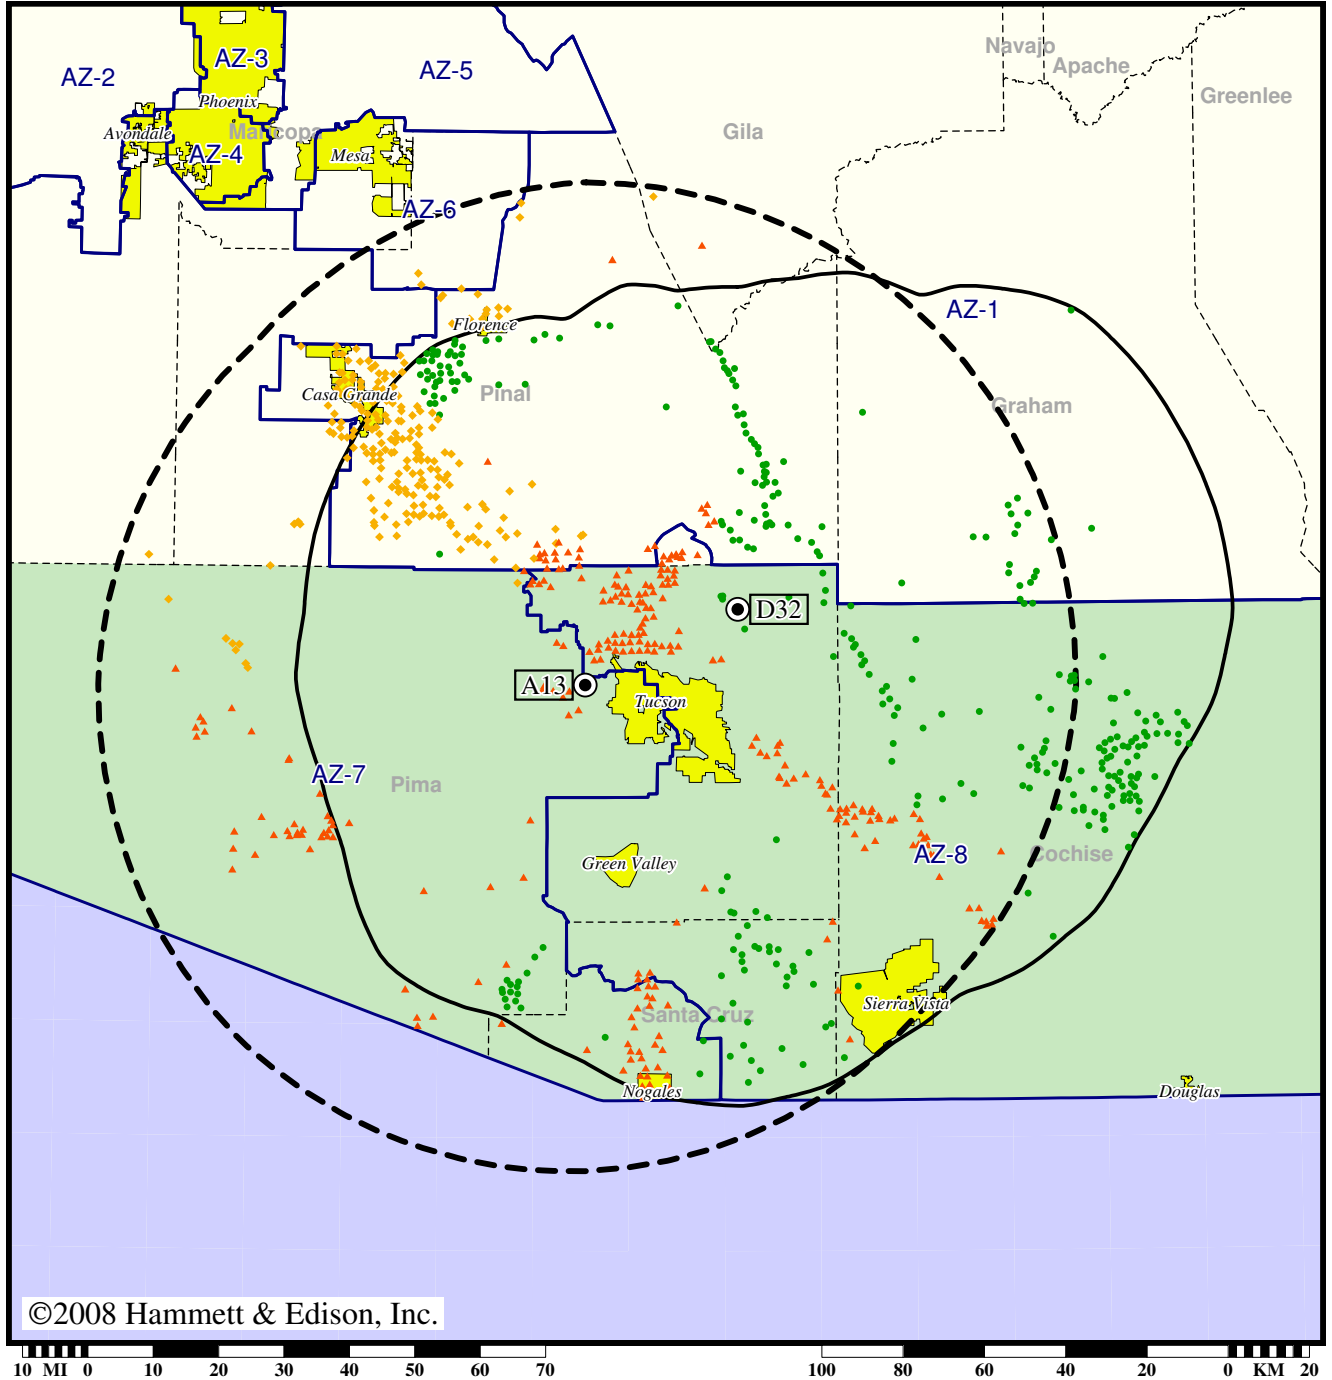 Navajo
Apache
Greenlee
AZ-2
AZ-3
AZ-5
Phoenix
Avondale
Maricopa
Gila
AZ-4
Mesa
AZ-6
AZ-1
Florence
Casa Grande
Pinal
Graham
D32
A13
Tucson
AZ-7
Pima
AZ-8
Cochise
Green Valley
Sierra Vista
Santa Cruz
Nogales
Douglas
©2008 Hammett & Edison, Inc.
10 MI 0 10 20 30 40 50 60 70 100 80 60 40 20 0 KM 20